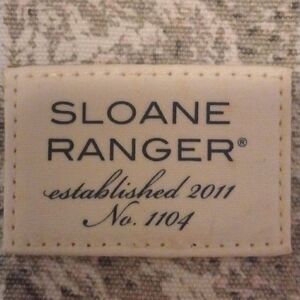 SLOANE
RANGER®
established 2011
No. 1104